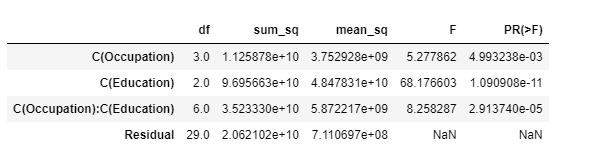 df sum_sq mean_sq F PR(>F)
C(Occupation) 3.0 1.125878e+10 3.752928e+09 5.277862 4.993238e-03
C(Education) 2.0 9.695663e+10 4.847831e+10 68.176603 1.090908e-11
C(Occupation):C(Education) 6.0 3.523330e+10 5.872217e+09 8.258287 2.913740e-05
Residual 29.0 2.062102e+10 7.110697e+08 NaN NaN